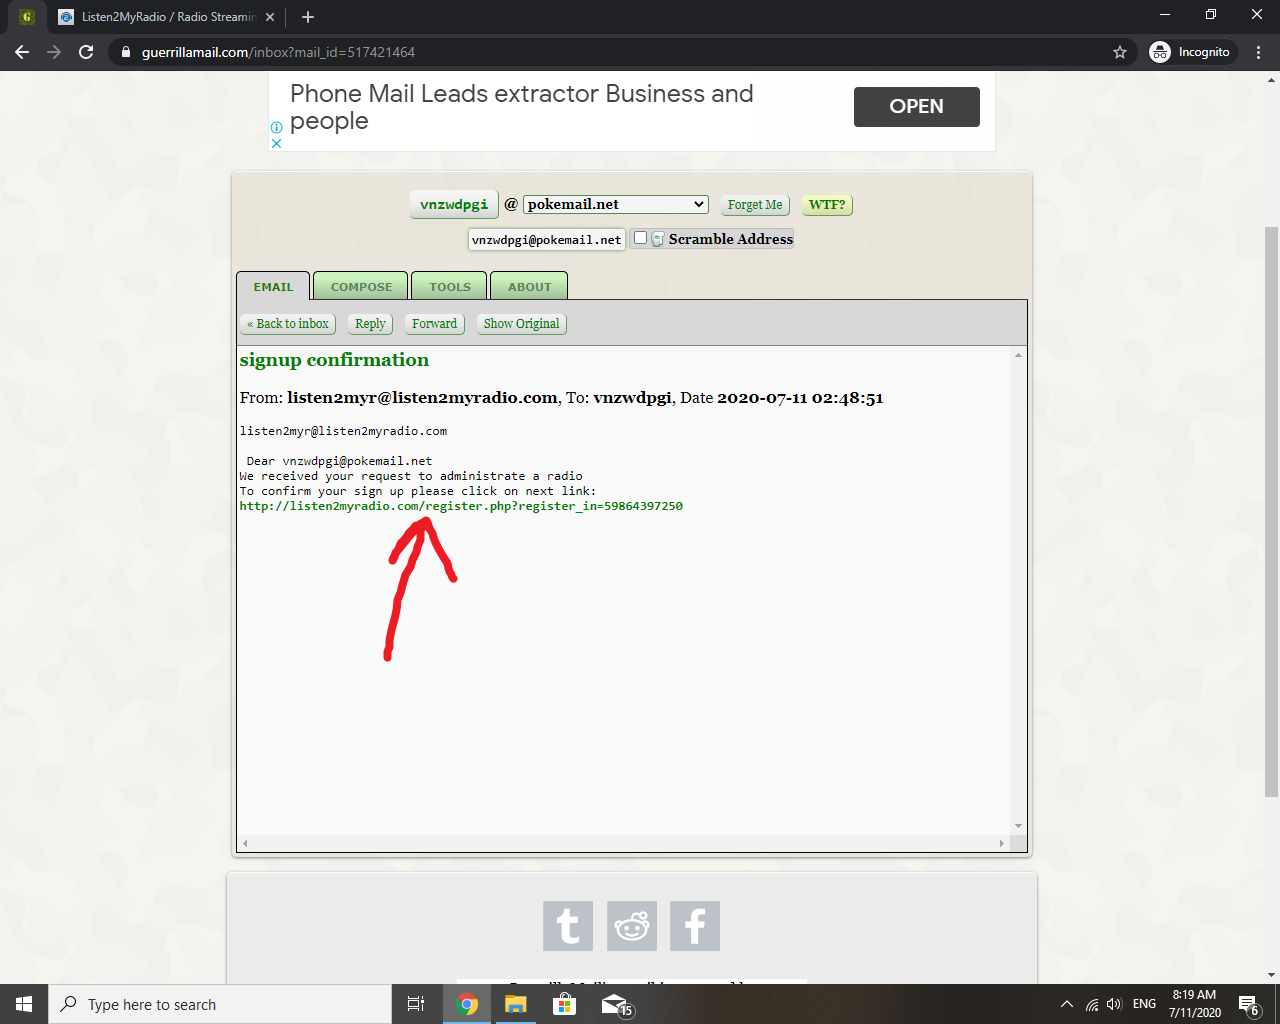 G
Listen2MyRadio / Radio Streamin
guerrillamail.com/inbox?mail_id=517421464
Incognito
Phone Mail Leads extractor Business and
people
OPEN
vnzwdpgi @ pokemail.net Forget Me WTF?
vnzwdpgi@pokemail.net Scramble Address
EMAIL COMPOSE TOOLS ABOUT
« Back to inbox Reply Forward Show Original
signup confirmation
From: listen2myr@listen2myradio.com, To: vnzwdpgi, Date 2020-07-11 02:48:51
listen2myr@listen2myradio.com
Dear vnzwdpgi@pokemail.net
We received your request to administrate a radio
To confirm your sign up please click on next link:
http://listen2myradio.com/register.php?register_in=59864397250
Type here to search
15
ENG
8:19 AM
7/11/2020
6